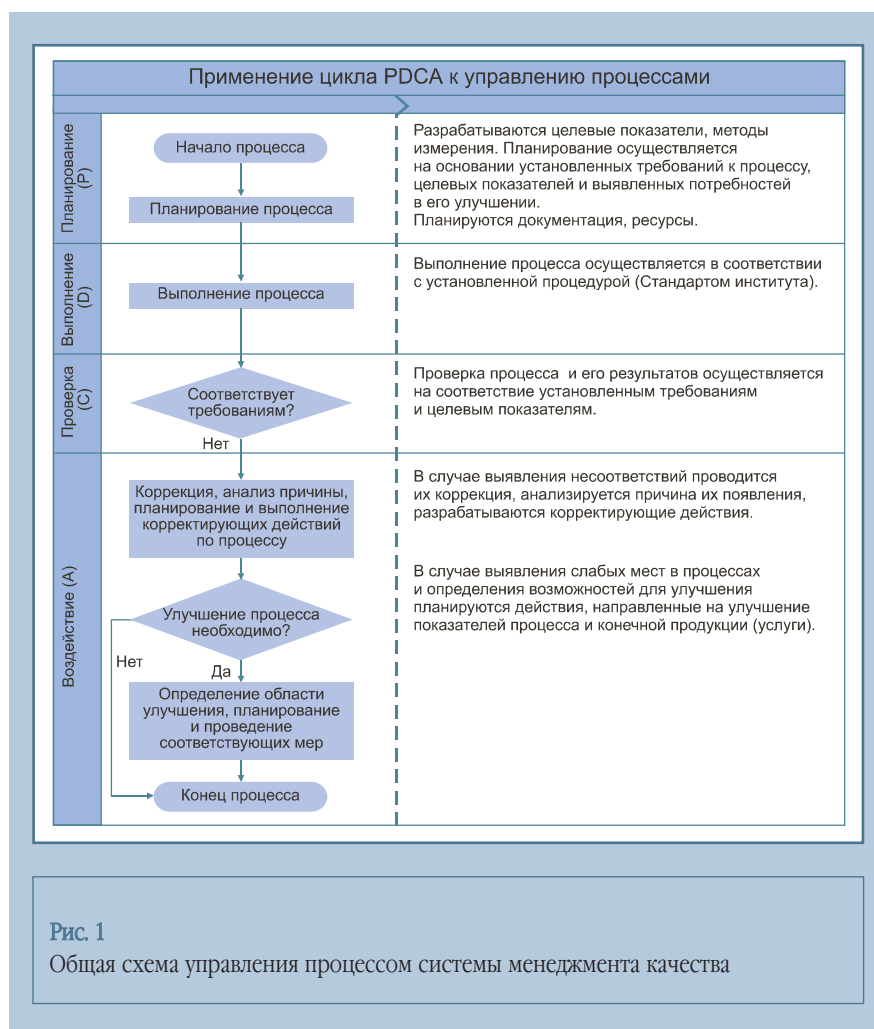 Применение цикла PDCA к управлению процессами
Планирование
(P)
Начало процесса
Планирование процесса
Разрабатываются целевые показатели, методы
измерения. Планирование осуществляется
на основании установленных требований к процессу,
целевых показателей и выявленных потребностей
в его улучшении.
Планируются документация, ресурсы.
Выполнение
(D)
Выполнение процесса
Выполнение процесса осуществляется в соответствии
с установленной процедурой (Стандартом института).
Проверка
(C)
Соответствует
требованиям?
Нет
Проверка процесса и его результатов осуществляется
на соответствие установленным требованиям
и целевым показателям.
Воздействие (A)
Коррекция, анализ причины,
планирование и выполнение
корректирующих действий
по процессу
В случае выявления несоответствий проводится
их коррекция, анализируется причина их появления,
разрабатываются корректирующие действия.
Улучшение процесса
необходимо?
Нет
Да
В случае выявления слабых мест в процессах
и определения возможностей для улучшения
планируются действия, направленные на улучшение
показателей процесса и конечной продукции (услуги).
Определение области
улучшения, планирование
и проведение
соответствующих мер
Конец процесса
Рис. 1
Общая схема управления процессом системы менеджмента качества